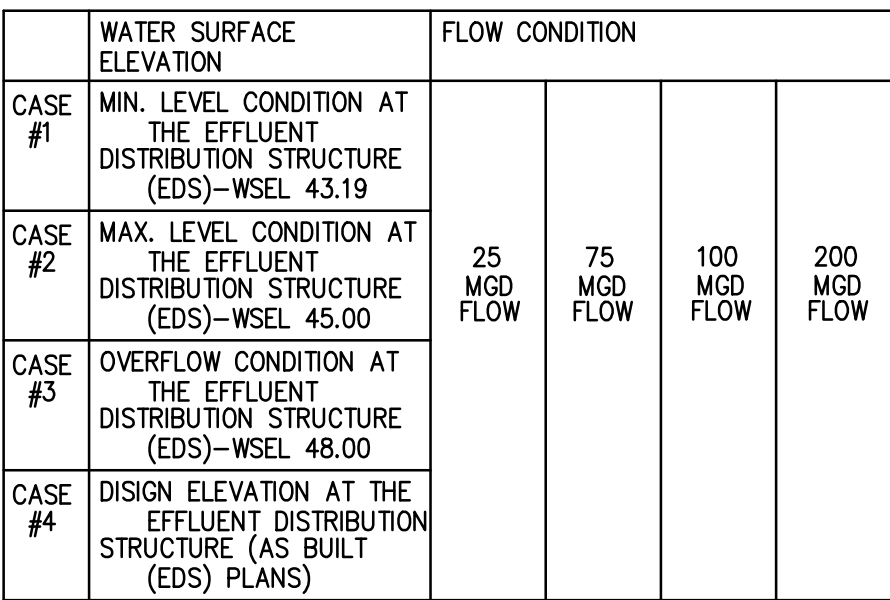 WATER SURFACE
ELEVATION
FLOW CONDITION
CASE
#1
MIN. LEVEL CONDITION AT
THE EFFLUENT
DISTRIBUTION STRUCTURE
(EDS)–WSEL 43.19
CASE
#2
MAX. LEVEL CONDITION AT
THE EFFLUENT
DISTRIBUTION STRUCTURE
(EDS)–WSEL 45.00
CASE
#3
OVERFLOW CONDITION AT
THE EFFLUENT
DISTRIBUTION STRUCTURE
(EDS)–WSEL 48.00
CASE
#4
DISIGN ELEVATION AT THE
EFFLUENT DISTRIBUTION
STRUCTURE (AS BUILT
(EDS) PLANS)
25
MGD
FLOW
75
MGD
FLOW
100
MGD
FLOW
200
MGD
FLOW